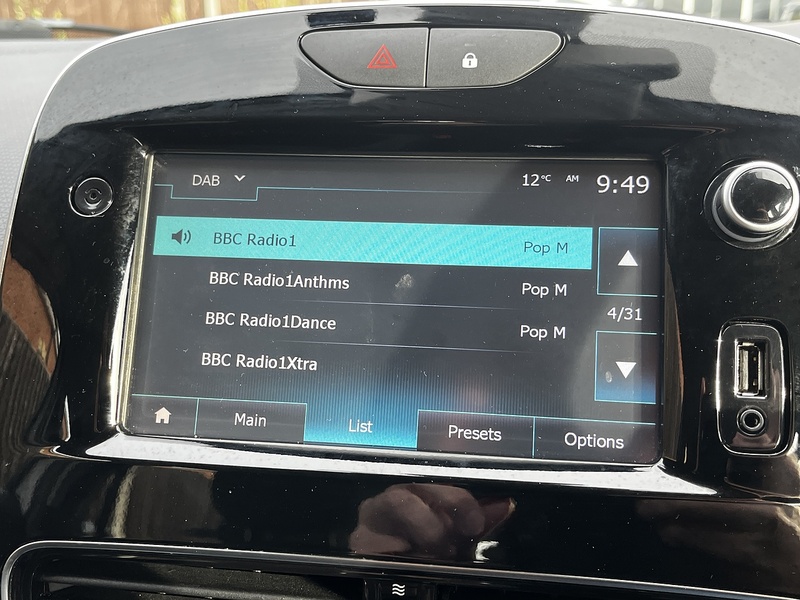 DAB 12°C AM 9:49
BBC Radio1 Pop M
BBC Radio1Anthms Pop M
4/31
BBC Radio1Dance Pop M
BBC Radio1Xtra
Main List Presets Options